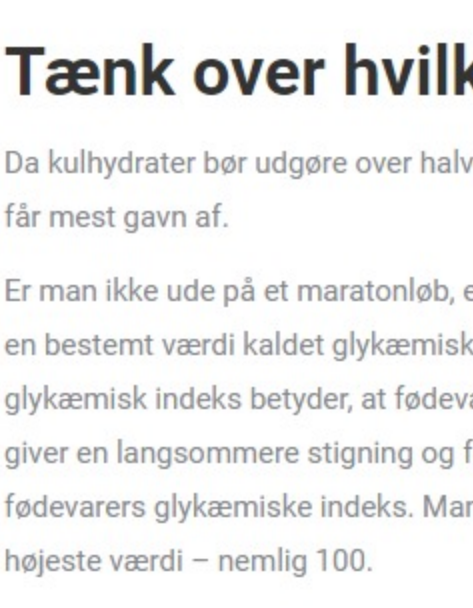 Tænk over hvilk
Da kulhydrater bør udgøre over halv
får mest gavn af.
Er man ikke ude på et maratonløb, e
en bestemt værdi kaldet glykæmisk
glykæmisk indeks betyder, at fødeva
giver en langsommere stigning og f
fødevarers glykæmiske indeks. Man
højeste værdi – nemlig 100.